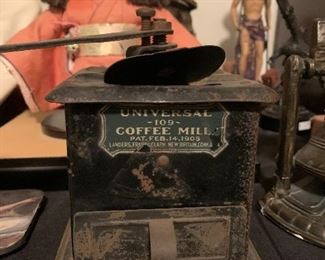 UNIVERSAL
-109-
COFFEE MILL
PAT. FEB. 14, 1905
LANDERS, FRARY & CLARK, NEW BRITAIN, CONN.